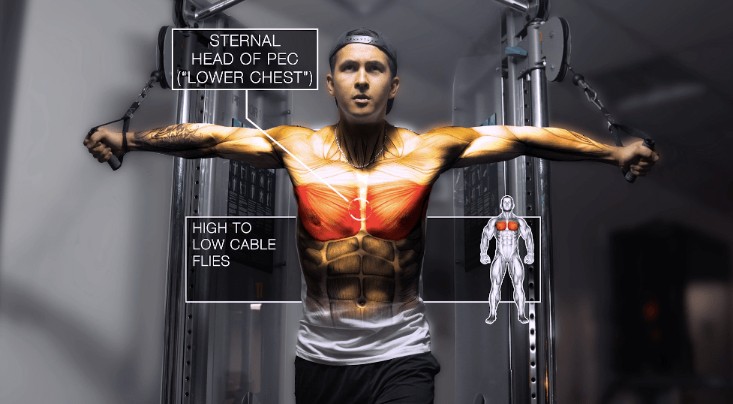 STERNAL
HEAD OF PEC
("LOWER CHEST")
HIGH TO
LOW CABLE
FLIES